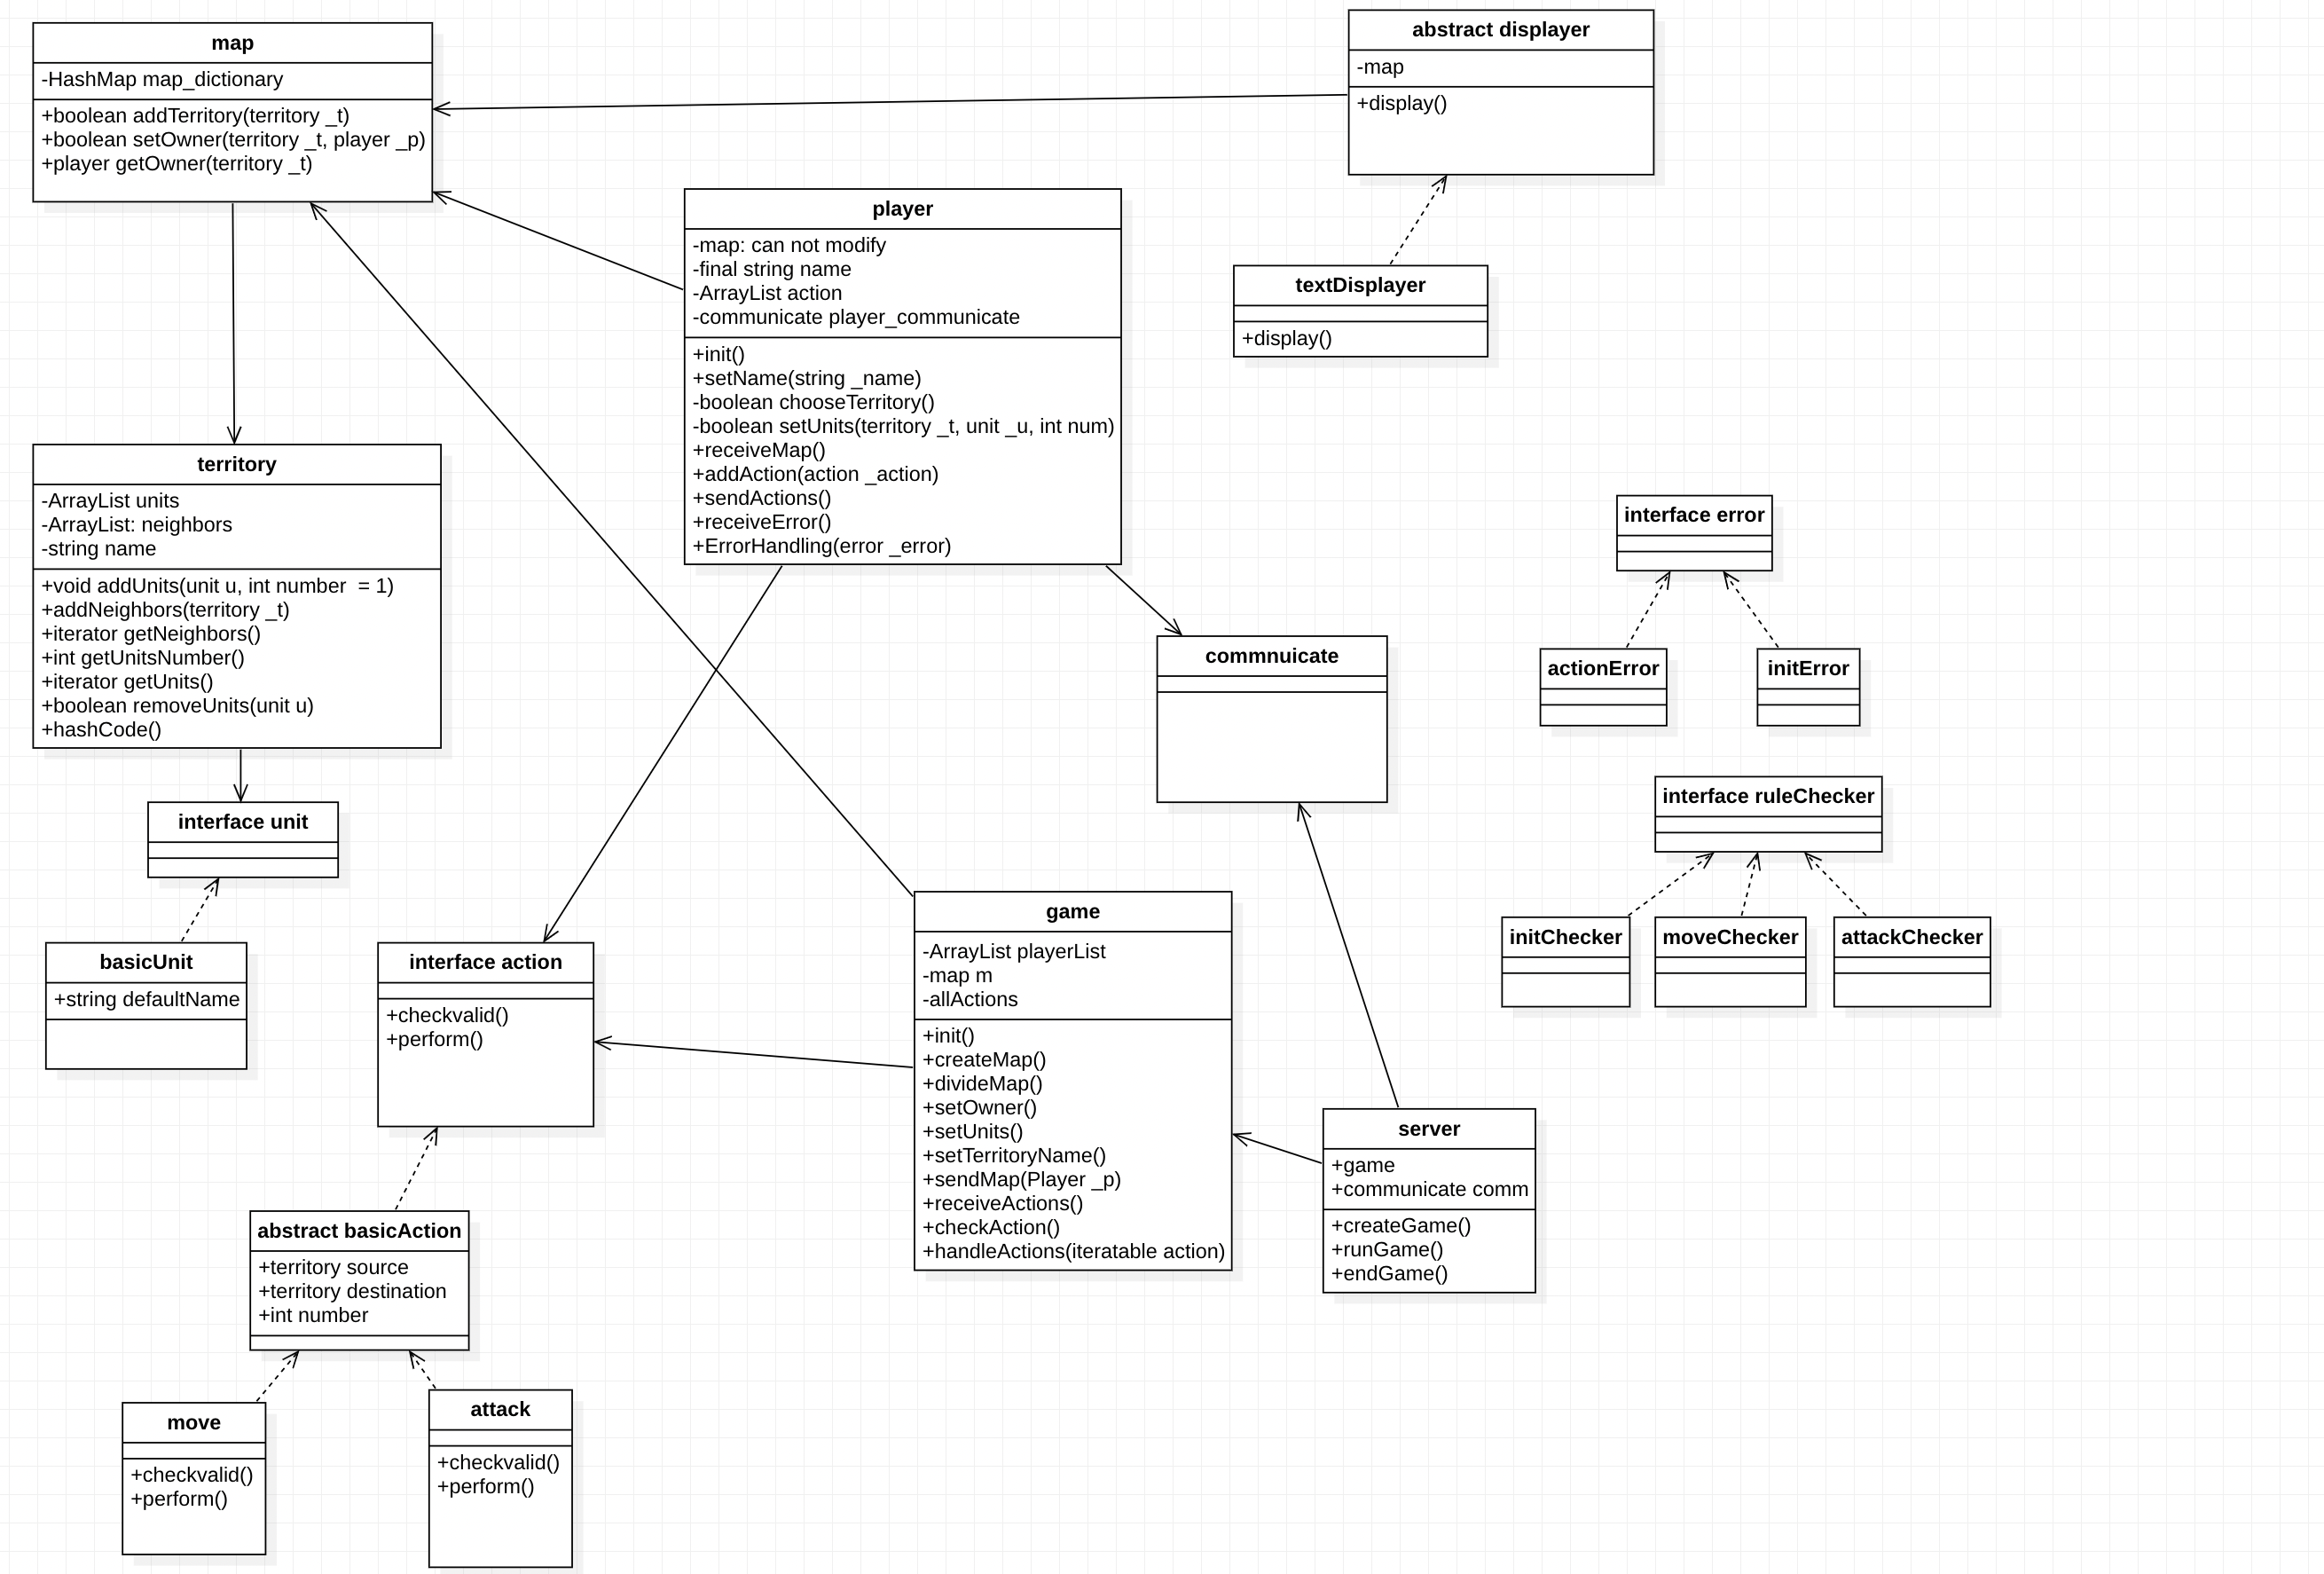 map
-HashMap map_dictionary
+boolean addTerritory(territory _t)
+boolean setOwner(territory _t, player _p)
+player getOwner(territory _t)
abstract displayer
-map
+display()
player
-map: can not modify
-final string name
-ArrayList action
-communicate player_communicate
+init()
+setName(string _name)
-boolean chooseTerritory()
-boolean setUnits(territory _t, unit _u, int num)
+receiveMap()
+addAction(action _action)
+sendActions()
+receiveError()
+ErrorHandling(error _error)
textDisplayer
+display()
territory
-ArrayList units
-ArrayList: neighbors
-string name
+void addUnits(unit u, int number  = 1)
+addNeighbors(territory _t)
+iterator getNeighbors()
+int getUnitsNumber()
+iterator getUnits()
+boolean removeUnits(unit u)
+hashCode()
interface error
actionError
initError
commnuicate
interface ruleChecker
initChecker
moveChecker
attackChecker
interface unit
basicUnit
+string defaultName
interface action
+checkvalid()
+perform()
game
-ArrayList playerList
-map m
-allActions
+init()
+createMap()
+divideMap()
+setOwner()
+setUnits()
+setTerritoryName()
+sendMap(Player _p)
+receiveActions()
+checkAction()
+handleActions(iteratable action)
server
+game
+communicate comm
+createGame()
+runGame()
+endGame()
abstract basicAction
+territory source
+territory destination
+int number
move
+checkvalid()
+perform()
attack
+checkvalid()
+perform()